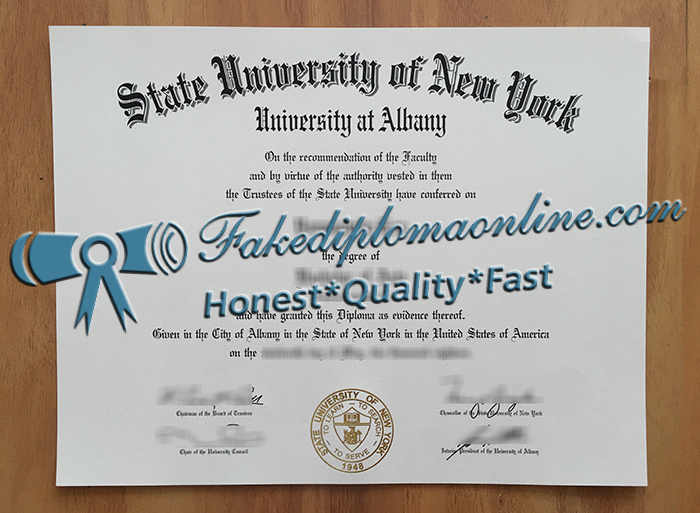 State University of New York
University at Albany
On the recommendation of the Faculty
and by virtue of the authority vested in them
the Trustees of the State University have conferred on
Fakediplomaonline.com
the degree of
Honest*Quality*Fast
and have granted this Diploma as evidence thereof.
Given in the City of Albany in the State of New York in the United States of America
on the
Chairman of the Board of Trustees
Chancellor of the State University of New York
Chair of the University Council
Interim President of the University of Albany
STATE UNIVERSITY OF NEW YORK
TO LEARN TO SEARCH
TO SERVE
1948